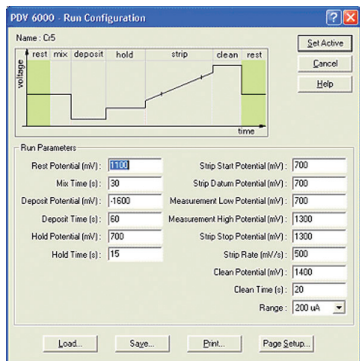 PDV 6000 - Run Configuration
Name : Cr5
rest mix deposit hold strip clean rest
voltage
time
Set Active
Cancel
Help
Run Parameters
Rest Potential (mV) : 1100
Mix Time (s) : 30
Deposit Potential (mV) : -1600
Deposit Time (s) : 60
Hold Potential (mV) : 700
Hold Time (s) : 15
Strip Start Potential (mV) : 700
Strip Datum Potential (mV) : 700
Measurement Low Potential (mV) : 700
Measurement High Potential (mV) : 1300
Strip Stop Potential (mV) : 1300
Strip Rate (mV/s) : 500
Clean Potential (mV) : 1400
Clean Time (s) : 20
Range : 200 uA
Load... Save... Print... Page Setup...